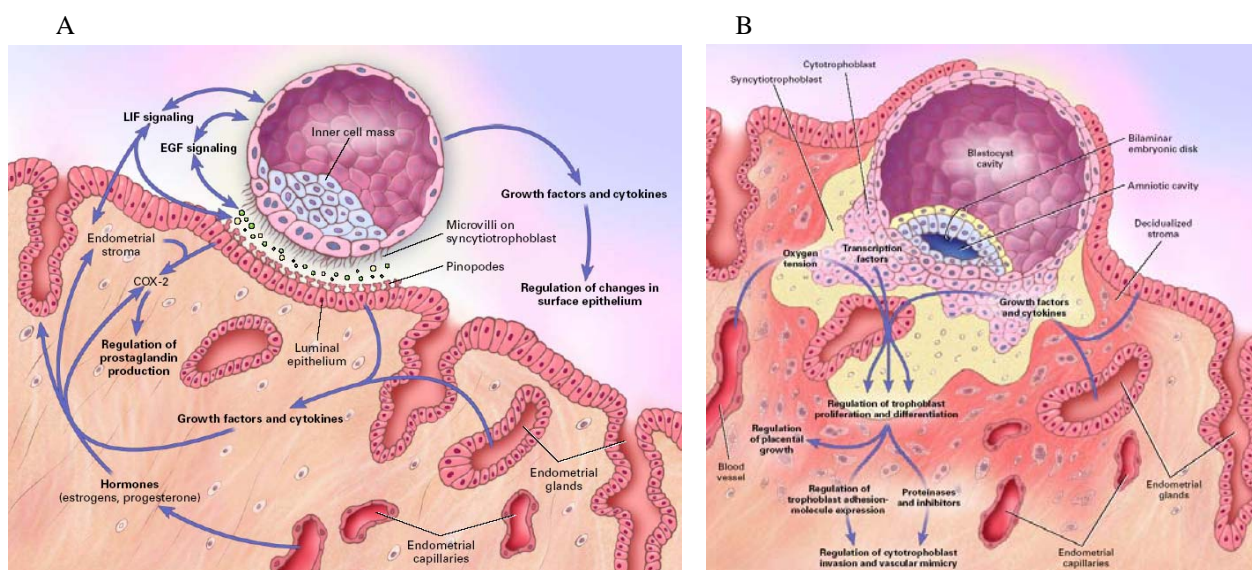 A
LIF signaling
EGF signaling
Inner cell mass
Growth factors and cytokines
Microvilli on
syncytiotrophoblast
Pinopodes
Regulation of changes in
surface epithelium
Endometrial
stroma
COX-2
Regulation of
prostaglandin
production
Luminal
epithelium
Growth factors and cytokines
Hormones
(estrogens, progesterone)
Endometrial
glands
Endometrial
capillaries
B
Cytotrophoblast
Syncytiotrophoblast
Blastocyst
cavity
Bilaminar
embryonic disk
Amniotic cavity
Decidualized
stroma
Oxygen
tension
Transcription
factors
Growth factors
and cytokines
Regulation of trophoblast
proliferation and differentiation
Regulation
of placental
growth
Blood
vessel
Regulation of
trophoblast adhesion-
molecule expression
Proteinases
and inhibitors
Endometrial
glands
Endometrial
capillaries
Regulation of cytotrophoblast
invasion and vascular mimicry